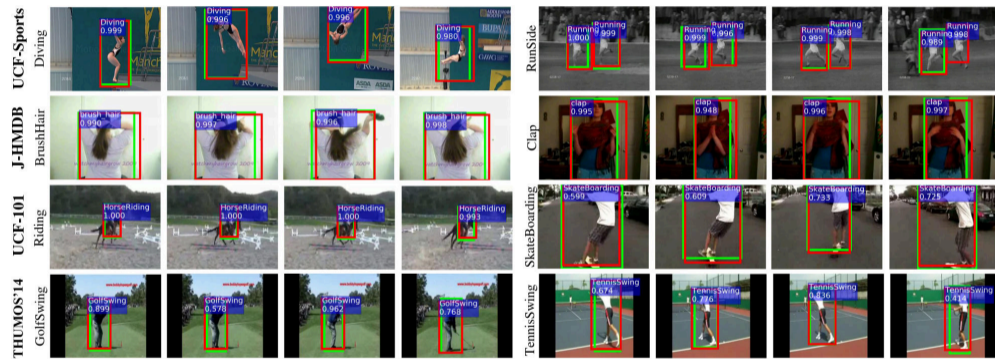 UCF-Sports
Diving
Diving
0.999
Diving
0.996
Diving
0.996
Diving
0.980
RunSide
Running
1.000
Running
0.999
Running
0.999
Running
0.996
Running
0.999
Running
0.998
Running
0.989
Running
0.998
J-HMDB
BrushHair
brush_hair
0.990
brush_hair
0.997
brush_hair
0.996
brush_hair
0.998
Clap
clap
0.995
clap
0.948
clap
0.996
clap
0.997
UCF-101
Riding
HorseRiding
1.000
HorseRiding
1.000
HorseRiding
1.000
HorseRiding
0.993
SkateBoarding
SkateBoarding
0.599
SkateBoarding
0.609
SkateBoarding
0.733
SkateBoarding
0.725
THUMOS'14
GolfSwing
GolfSwing
0.899
GolfSwing
0.578
GolfSwing
0.962
GolfSwing
0.768
TennisSwing
TennisSwing
0.674
TennisSwing
0.776
TennisSwing
0.836
TennisSwing
0.414